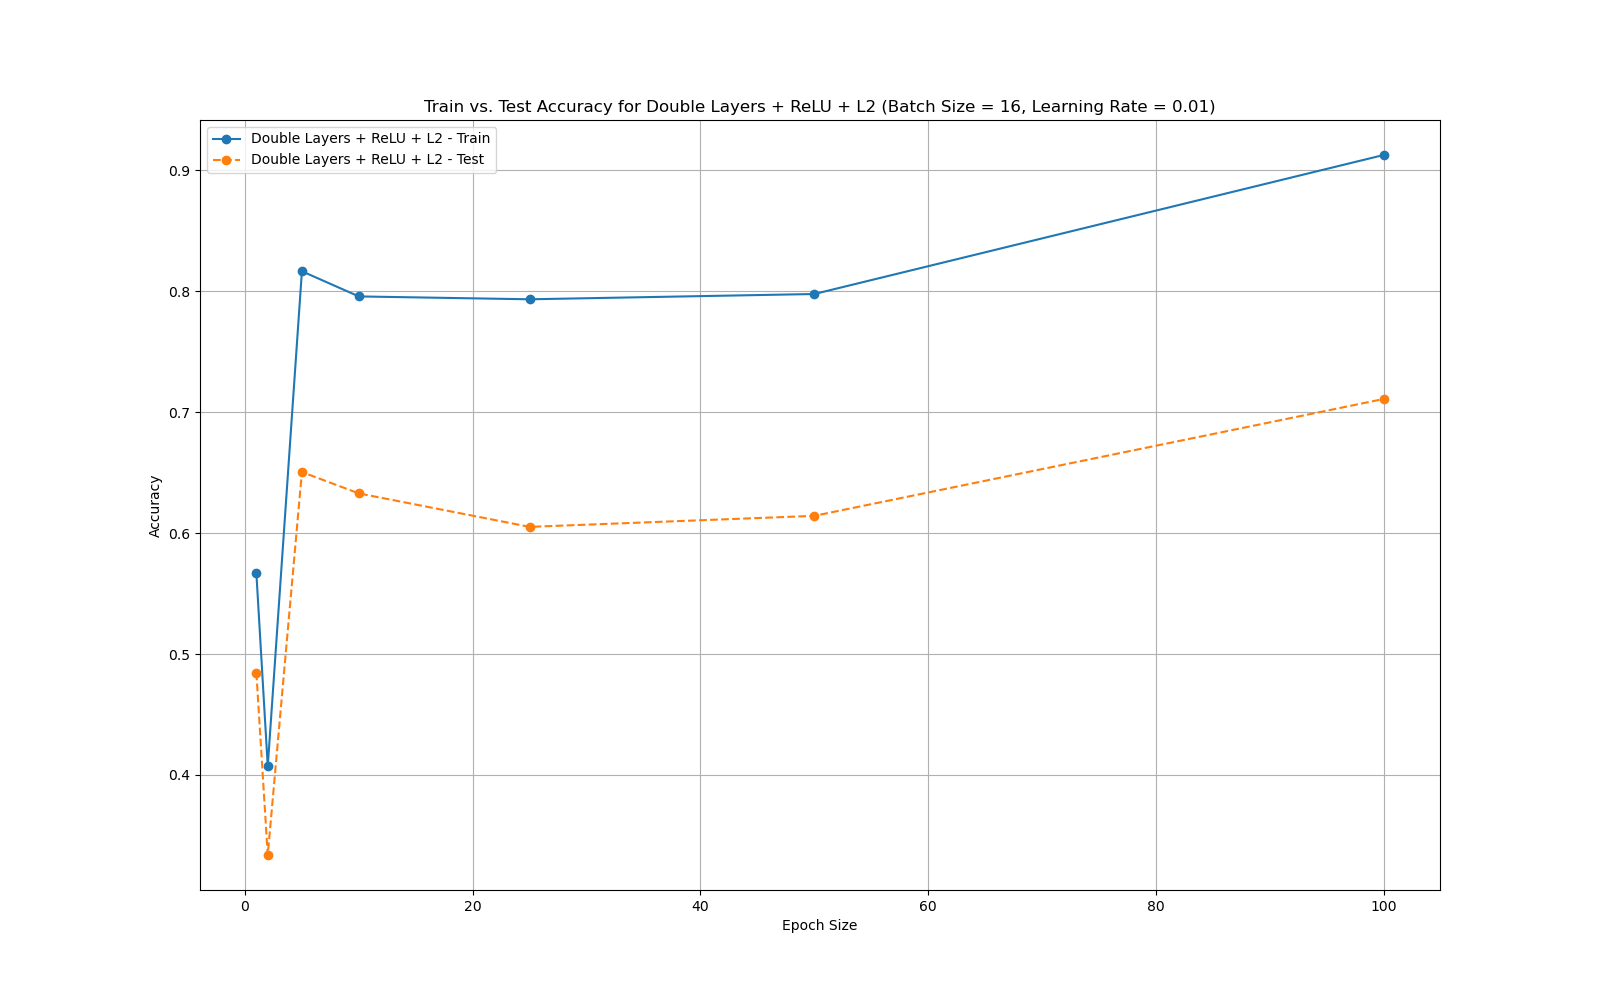 Train vs. Test Accuracy for Double Layers + ReLU + L2 (Batch Size = 16, Learning Rate = 0.01)
Double Layers + ReLU + L2 - Train
Double Layers + ReLU + L2 - Test
0.9
0.8
0.7
0.6
0.5
0.4
Accuracy
0 20 40 60 80 100
Epoch Size